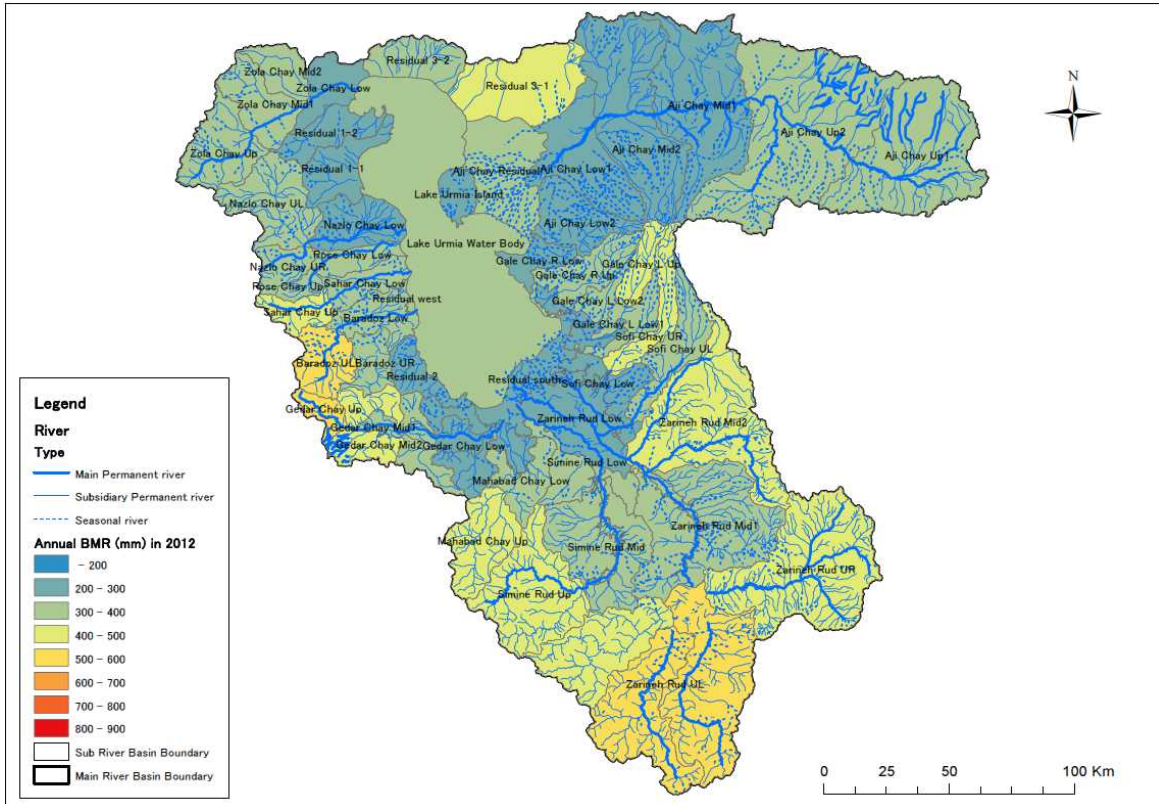 Residual 3-2
Zola Chay Mid2
Zola Chay Low
Residual 3-1
Zola Chay Mid1
Aji Chay Mid1
Residual 1-2
Aji Chay Up2
Zola Chay Up
Aji Chay Mid2
Aji Chay Up1
Residual 1-1
Aji Chay Residual
Aji Chay Low1
Lake Urmia Island
Nazlo Chay UL
Nazlo Chay Low
Aji Chay Low2
Lake Urmia Water Body
Rose Chay Low
Gale Chay R Low
Gale Chay L Up
Nazlo Chay UR
Gale Chay R Up
Rose Chay Up
Sahar Chay Low
Residual west
Gale Chay L Low2
Sahar Chay Up
Baradoz Low
Gale Chay L Low1
Sofi Chay UR
Sofi Chay UL
Baradoz UL
Baradoz UR
Residual 2
Residual south
Sofi Chay Low
Gedar Chay Up
Zarineh Rud Low
Zarineh Rud Mid2
Gedar Chay Mid1
Gedar Chay Mid2
Gedar Chay Low
Simine Rud Low
Mahabad Chay Low
Zarineh Rud Mid1
Mahabad Chay Up
Simine Rud Mid
Zarineh Rud UR
Simine Rud Up
Zarineh Rud UL
N
Legend
River
Type
Main Permanent river
Subsidiary Permanent river
Seasonal river
Annual BMR (mm) in 2012
- 200
200 - 300
300 - 400
400 - 500
500 - 600
600 - 700
700 - 800
800 - 900
Sub River Basin Boundary
Main River Basin Boundary
0 25 50 100 Km